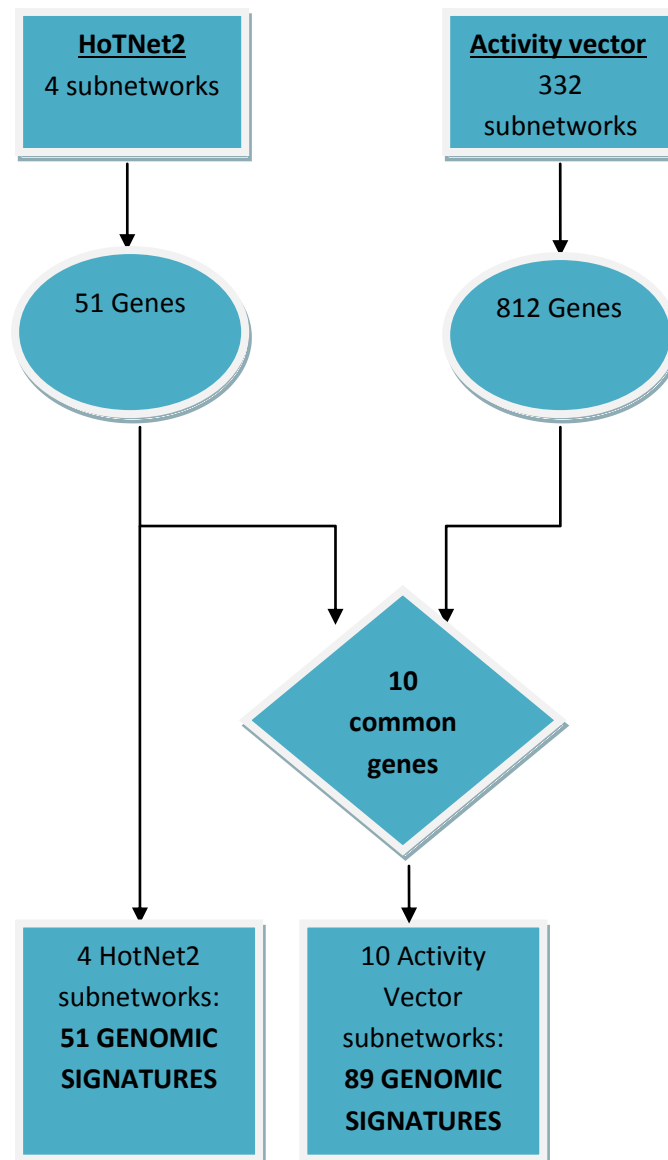 HoTNet2
4 subnetworks
Activity vector
332
subnetworks
51 Genes
812 Genes
10
common
genes
4 HotNet2
subnetworks:
51 GENOMIC
SIGNATURES
10 Activity
Vector
subnetworks:
89 GENOMIC
SIGNATURES